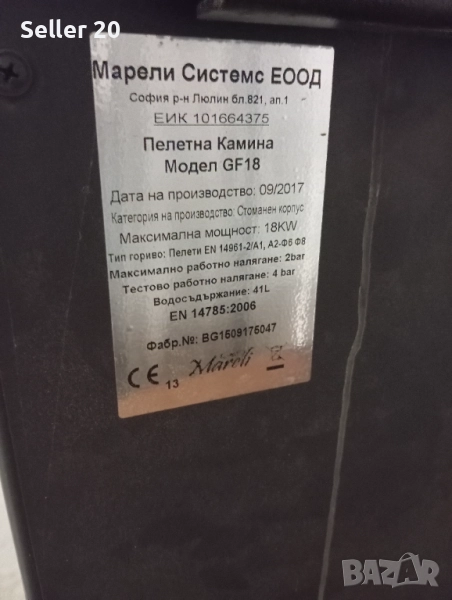 Seller 20
Марели Системс ЕООД
София р-н Люлин бл.821, ап.1
ЕИК 101664375
Пелетна Камина
Модел GF18
Дата на производство: 09/2017
Категория на производство: Стоманен корпус
Максимална мощност: 18KW
Тип гориво: Пелети EN 14961-2/A1, A2-Ф6 Ф8
Максимално работно налягане: 2bar
Тестово работно налягане: 4 bar
Водосъдържание: 41L
EN 14785:2006
Фабр.№: BG1509175047
CE 13 Mareli
BAZAR